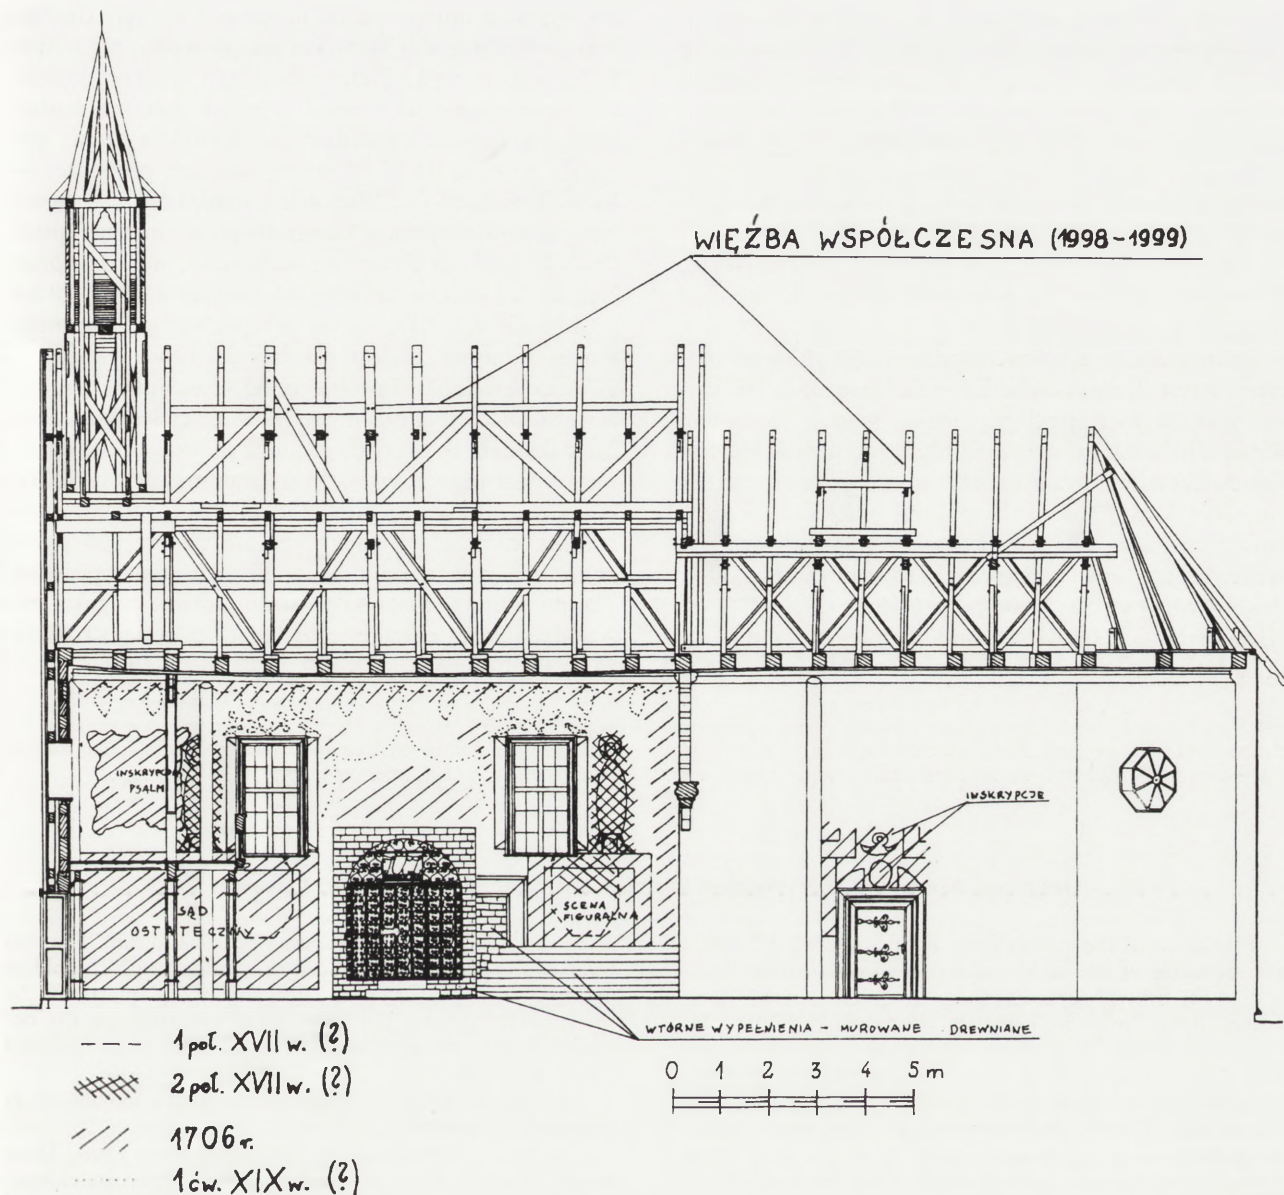 WIĘŹBA WSPÓŁCZESNA (1998-1999)
INSKRYPCJA
PSALM
INSKRYPCJE
SĄD
OSTATECZNY
SCENA
FIGURALNA
WTÓRNE WYPEŁNIENIA - MUROWANE DREWNIANE
1 poł. XVII w. (?)
2 poł. XVII w. (?)
1706 r.
1 ćw. XIX w. (?)
0 1 2 3 4 5 m